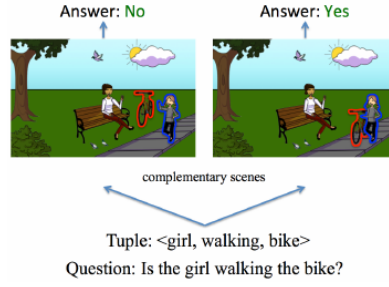 Answer: No
Answer: Yes
complementary scenes
Tuple: <girl, walking, bike>
Question: Is the girl walking the bike?